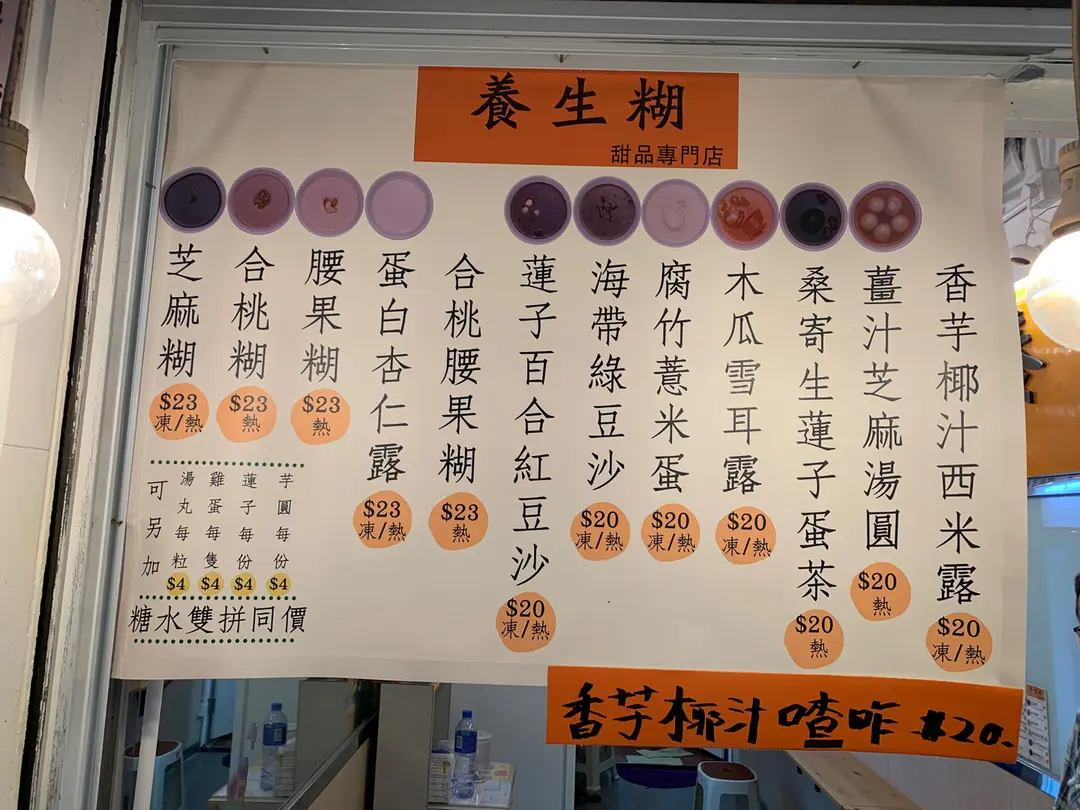 養生糊
甜品專門店
芝麻糊
$23
凍/熱
合桃糊
$23
熱
腰果糊
$23
熱
蛋白杏仁露
$23
凍/熱
合桃腰果糊
$23
熱
蓮子百合紅豆沙
$20
凍/熱
海帶綠豆沙
$20
凍/熱
腐竹薏米蛋
$20
凍/熱
木瓜雪耳露
$20
凍/熱
桑寄生蓮子蛋茶
$20
熱
薑汁芝麻湯圓
$20
熱
香芋椰汁西米露
$20
凍/熱
可另加
湯丸每粒
$4
雞蛋每隻
$4
蓮子每份
$4
芋圓每份
$4
糖水雙拼同價
香芋椰汁喳咋 $20.